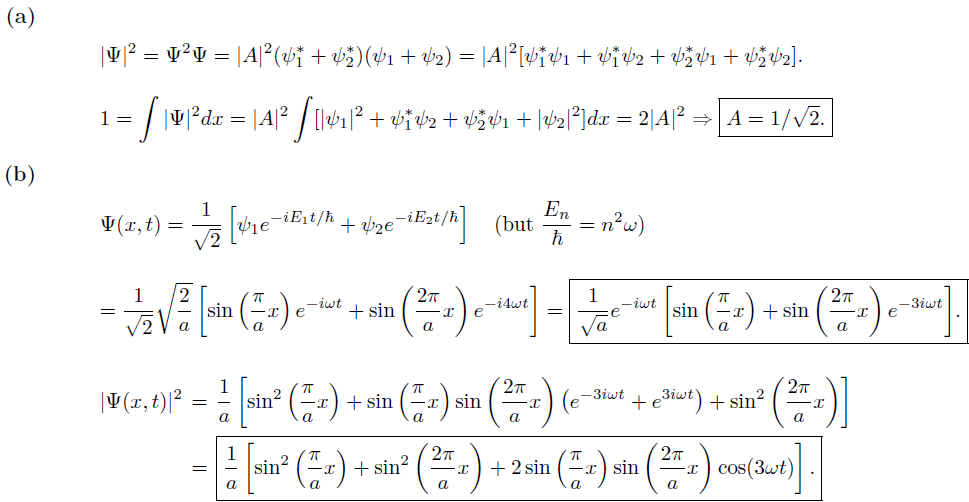 (a)
|Ψ|² = Ψ²Ψ = |A|²(ψ₁* + ψ₂*)(ψ₁ + ψ₂) = |A|²[ψ₁*ψ₁ + ψ₁*ψ₂ + ψ₂*ψ₁ + ψ₂*ψ₂].
1 = ∫ |Ψ|²dx = |A|² ∫ [|ψ₁|² + ψ₁*ψ₂ + ψ₂*ψ₁ + |ψ₂|²]dx = 2|A|² ⇒ A = 1/√2.
(b)
Ψ(x, t) = 1/√2 [ψ₁e^{−iE₁t/ħ} + ψ₂e^{−iE₂t/ħ}] (but Eₙ/ħ = n²ω)
= 1/√2 √(2/a) [sin (π/a x) e^{−iωt} + sin (2π/a x) e^{−i4ωt}] = 1/√a e^{−iωt} [sin (π/a x) + sin (2π/a x) e^{−3iωt}].
|Ψ(x, t)|² = 1/a [sin² (π/a x) + sin (π/a x) sin (2π/a x) (e^{−3iωt} + e^{3iωt}) + sin² (2π/a x)]
= 1/a [sin² (π/a x) + sin² (2π/a x) + 2 sin (π/a x) sin (2π/a x) cos(3ωt)].